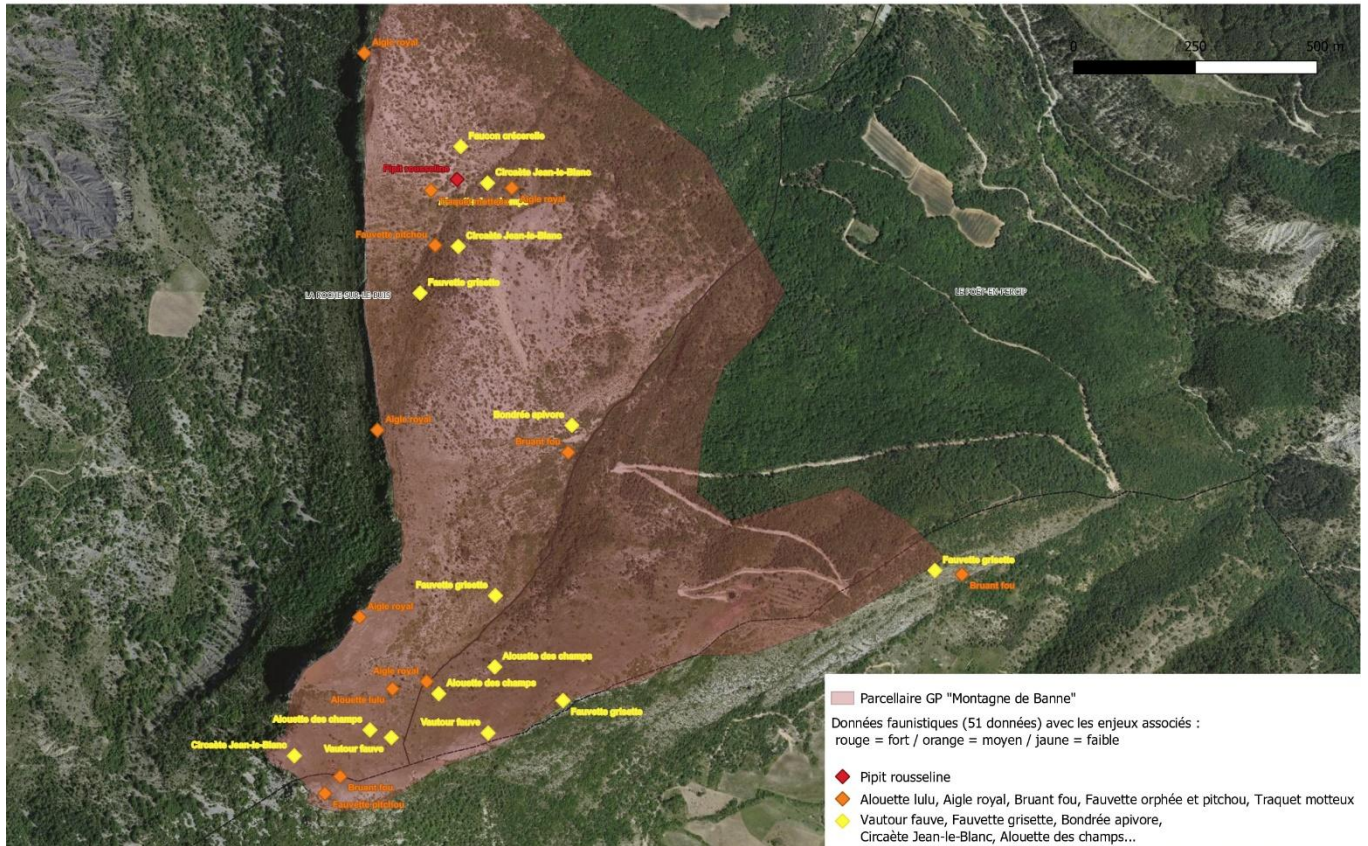 Aigle royal
0 250 500 m
Faucon crécerelle
Pipit rousseline
Circaète Jean-le-Blanc
Aigle royal
Fauvette pitchou
Circaète Jean-le-Blanc
Fauvette grisette
LA ROCHE-SUR-LE-BUIS
LE POËT-EN-PERCIP
Aigle royal
Bondrée apivore
Bruant fou
Fauvette grisette
Fauvette grisette
Bruant fou
Aigle royal
Alouette des champs
Aigle royal
Alouette lulu
Alouette des champs
Fauvette grisette
Alouette des champs
Vautour fauve
Vautour fauve
Circaète Jean-le-Blanc
Bruant fou
Fauvette pitchou
Parcellaire GP "Montagne de Banne"
Données faunistiques (51 données) avec les enjeux associés :
rouge = fort / orange = moyen / jaune = faible
Pipit rousseline
Alouette lulu, Aigle royal, Bruant fou, Fauvette orphée et pitchou, Traquet motteux
Vautour fauve, Fauvette grisette, Bondrée apivore,
Circaète Jean-le-Blanc, Alouette des champs...